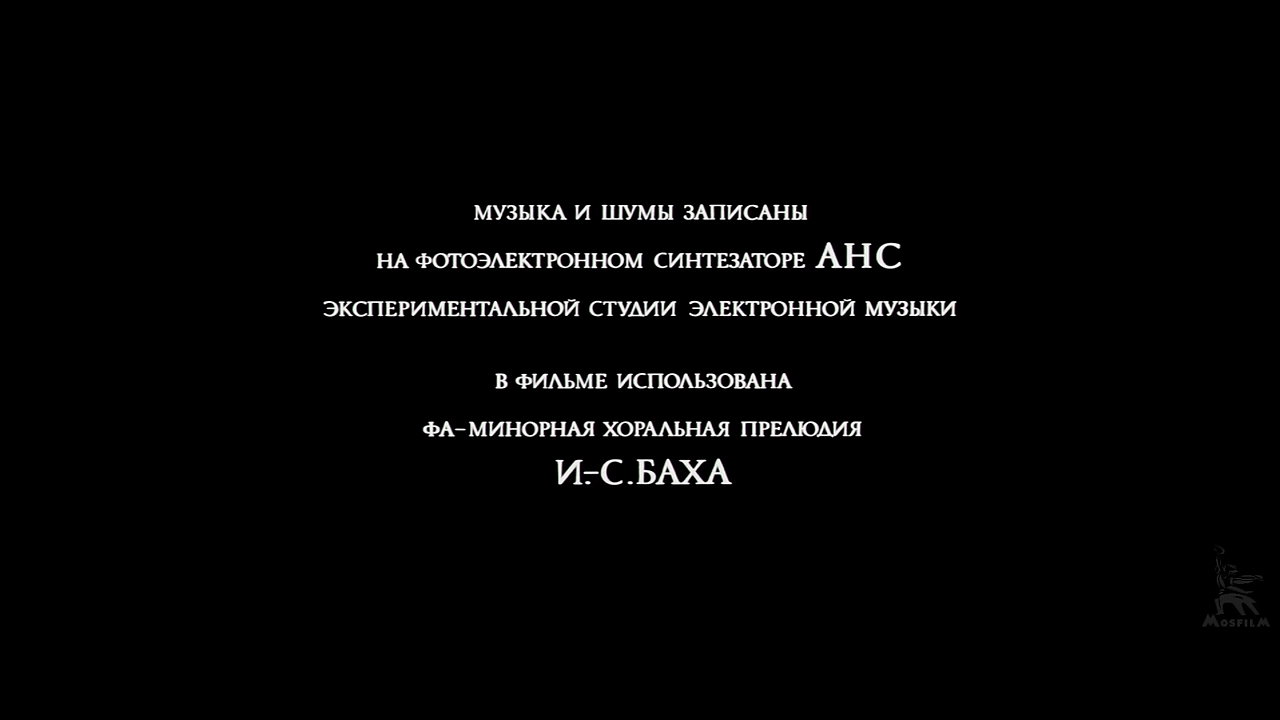 МУЗЫКА И ШУМЫ ЗАПИСАНЫ
НА ФОТОЭЛЕКТРОННОМ СИНТЕЗАТОРЕ АНС
ЭКСПЕРИМЕНТАЛЬНОЙ СТУДИИ ЭЛЕКТРОННОЙ МУЗЫКИ
В ФИЛЬМЕ ИСПОЛЬЗОВАНА
ФА-МИНОРНАЯ ХОРАЛЬНАЯ ПРЕЛЮДИЯ
И.-С.БАХА
MOSFILM